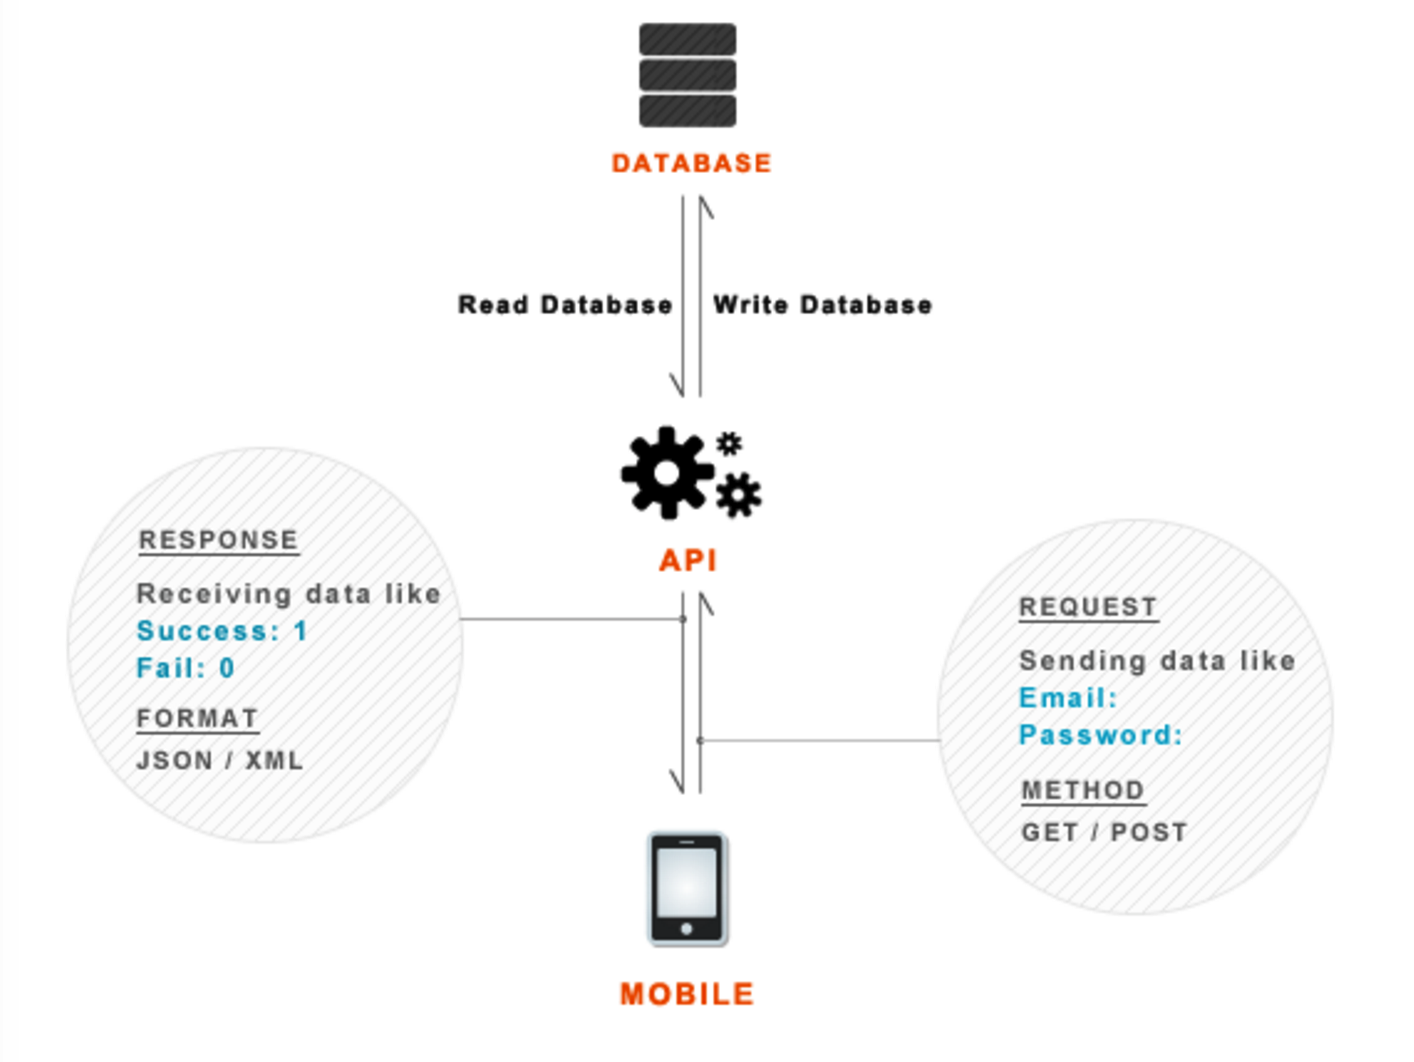 DATABASE
Read Database
Write Database
API
RESPONSE
Receiving data like
Success: 1
Fail: 0
FORMAT
JSON / XML
REQUEST
Sending data like
Email:
Password:
METHOD
GET / POST
MOBILE